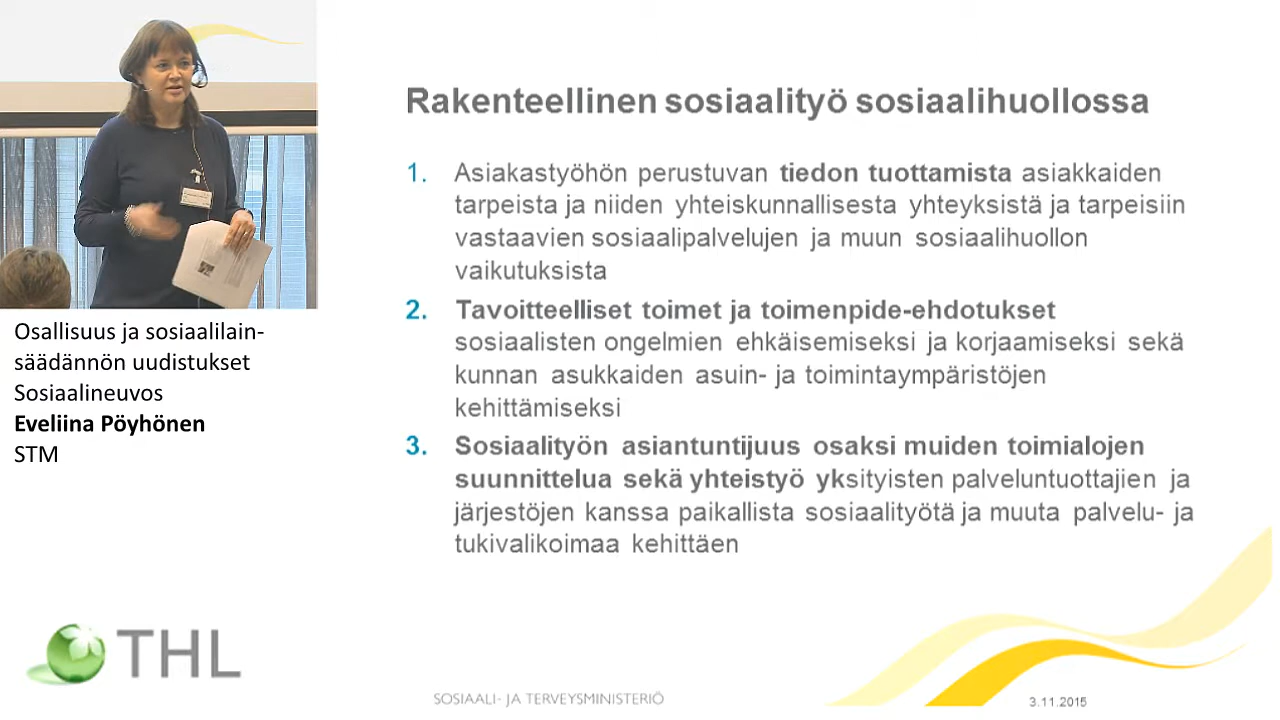 Rakenteellinen sosiaalityö sosiaalihuollossa
1. Asiakastyöhön perustuvan tiedon tuottamista asiakkaiden
tarpeista ja niiden yhteiskunnallisesta yhteyksistä ja tarpeisiin
vastaavien sosiaalipalvelujen ja muun sosiaalihuollon
vaikutuksista
2. Tavoitteelliset toimet ja toimenpide-ehdotukset
sosiaalisten ongelmien ehkäisemiseksi ja korjaamiseksi sekä
kunnan asukkaiden asuin- ja toimintaympäristöjen
kehittämiseksi
3. Sosiaalityön asiantuntijuus osaksi muiden toimialojen
suunnittelua sekä yhteistyö yksityisten palveluntuottajien ja
järjestöjen kanssa paikallista sosiaalityötä ja muuta palvelu- ja
tukivalikoimaa kehittäen
Osallisuus ja sosiaalilain-
säädännön uudistukset
Sosiaalineuvos
Eveliina Pöyhönen
STM
THL
SOSIAALI- JA TERVEYSMINISTERIÖ
3.11.2015